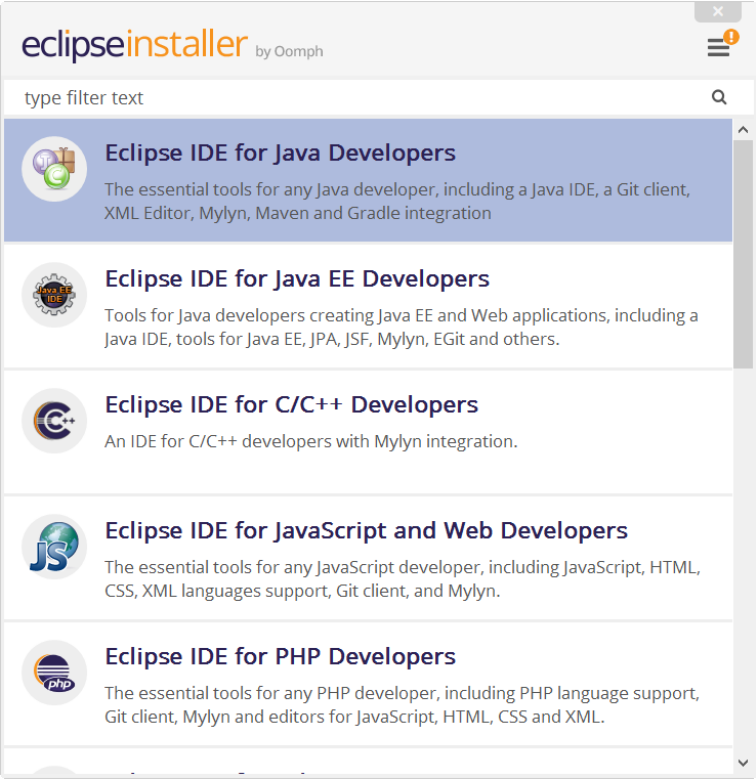 eclipseinstaller by Oomph
type filter text
Eclipse IDE for Java Developers
The essential tools for any Java developer, including a Java IDE, a Git client,
XML Editor, Mylyn, Maven and Gradle integration
Java EE
IDE
Eclipse IDE for Java EE Developers
Tools for Java developers creating Java EE and Web applications, including a
Java IDE, tools for Java EE, JPA, JSF, Mylyn, EGit and others.
C++
Eclipse IDE for C/C++ Developers
An IDE for C/C++ developers with Mylyn integration.
JS
Eclipse IDE for JavaScript and Web Developers
The essential tools for any JavaScript developer, including JavaScript, HTML,
CSS, XML languages support, Git client, and Mylyn.
php
Eclipse IDE for PHP Developers
The essential tools for any PHP developer, including PHP language support,
Git client, Mylyn and editors for JavaScript, HTML, CSS and XML.